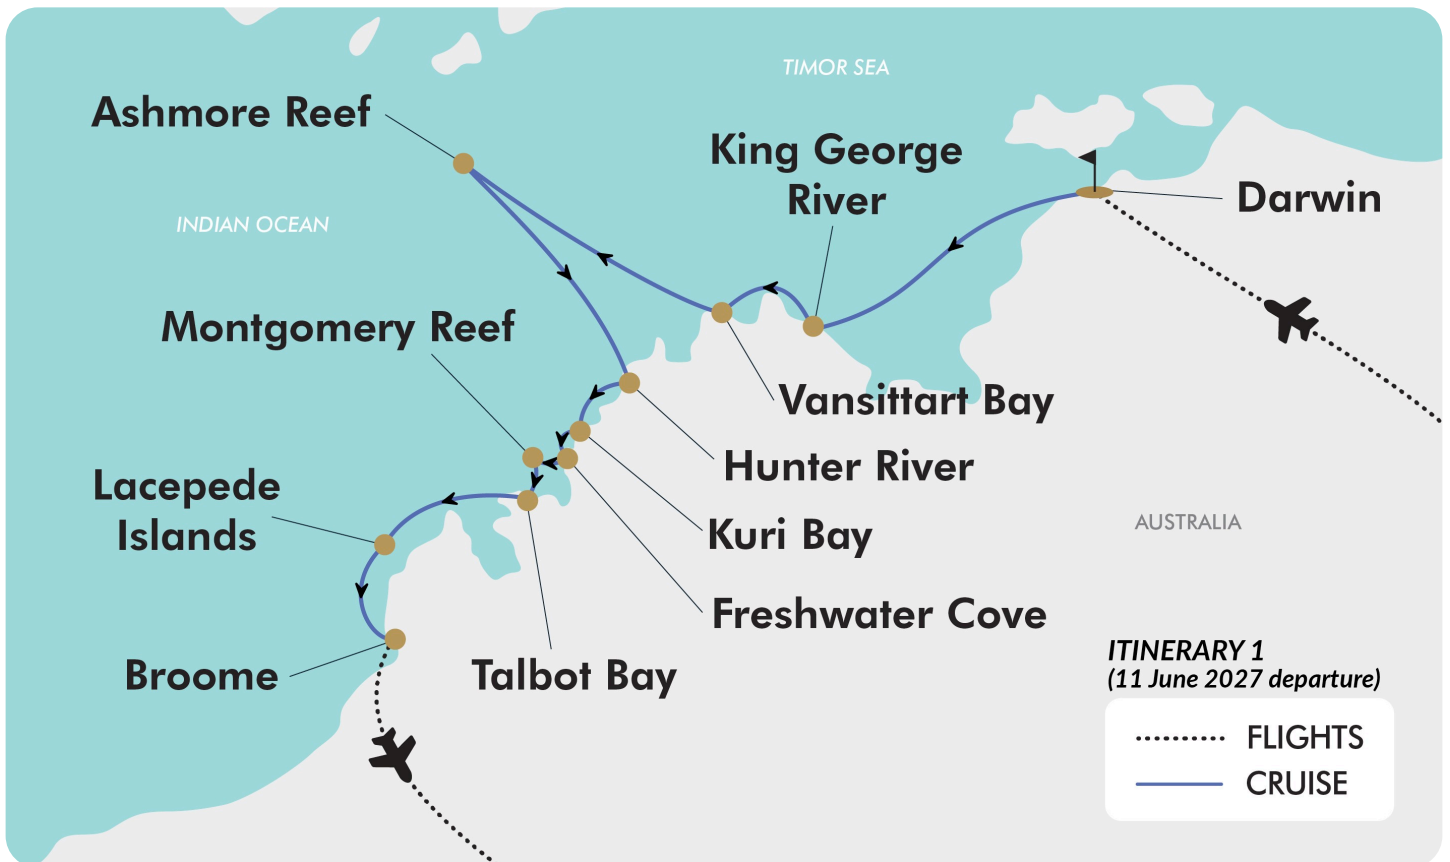 TIMOR SEA
Ashmore Reef
King George
River
Darwin
INDIAN OCEAN
Montgomery Reef
Vansittart Bay
Hunter River
Lacepede
Islands
Kuri Bay
AUSTRALIA
Freshwater Cove
Broome
Talbot Bay
ITINERARY 1
(11 June 2027 departure)
FLIGHTS
CRUISE